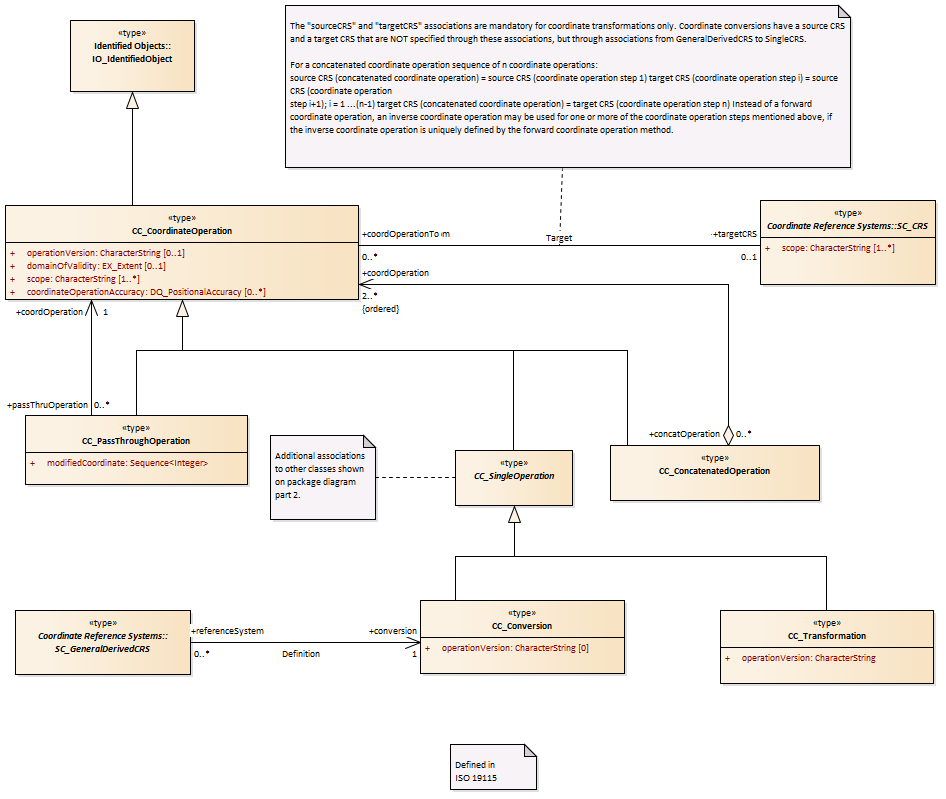 «type»
Identified Objects::
IO_IdentifiedObject
The "sourceCRS" and "targetCRS" associations are mandatory for coordinate transformations only. Coordinate conversions have a source CRS
and a target CRS that are NOT specified through these associations, but through associations from GeneralDerivedCRS to SingleCRS.
For a concatenated coordinate operation sequence of n coordinate operations:
source CRS (concatenated coordinate operation) = source CRS (coordinate operation step 1) target CRS (coordinate operation step i) = source
CRS (coordinate operation
step i+1); i = 1 ...(n-1) target CRS (concatenated coordinate operation) = target CRS (coordinate operation step n) Instead of a forward
coordinate operation, an inverse coordinate operation may be used for one or more of the coordinate operation steps mentioned above, if
the inverse coordinate operation is uniquely defined by the forward coordinate operation method.
«type»
CC_CoordinateOperation
+ operationVersion: CharacterString [0..1]
+ domainOfValidity: EX_Extent [0..1]
+ scope: CharacterString [1..*]
+ coordinateOperationAccuracy: DQ_PositionalAccuracy [0..*]
+coordOperationTo
0..*
Target
+targetCRS
0..1
«type»
Coordinate Reference Systems::SC_CRS
+ scope: CharacterString [1..*]
+coordOperation
2..*
{ordered}
+coordOperation 1
+passThruOperation 0..*
«type»
CC_PassThroughOperation
+ modifiedCoordinate: Sequence<Integer>
Additional associations
to other classes shown
on package diagram
part 2.
«type»
CC_SingleOperation
+concatOperation 0..*
«type»
CC_ConcatenatedOperation
«type»
Coordinate Reference Systems::
SC_GeneralDerivedCRS
+referenceSystem
0..*
Definition
+conversion
1
«type»
CC_Conversion
+ operationVersion: CharacterString [0]
«type»
CC_Transformation
+ operationVersion: CharacterString
Defined in
ISO 19115